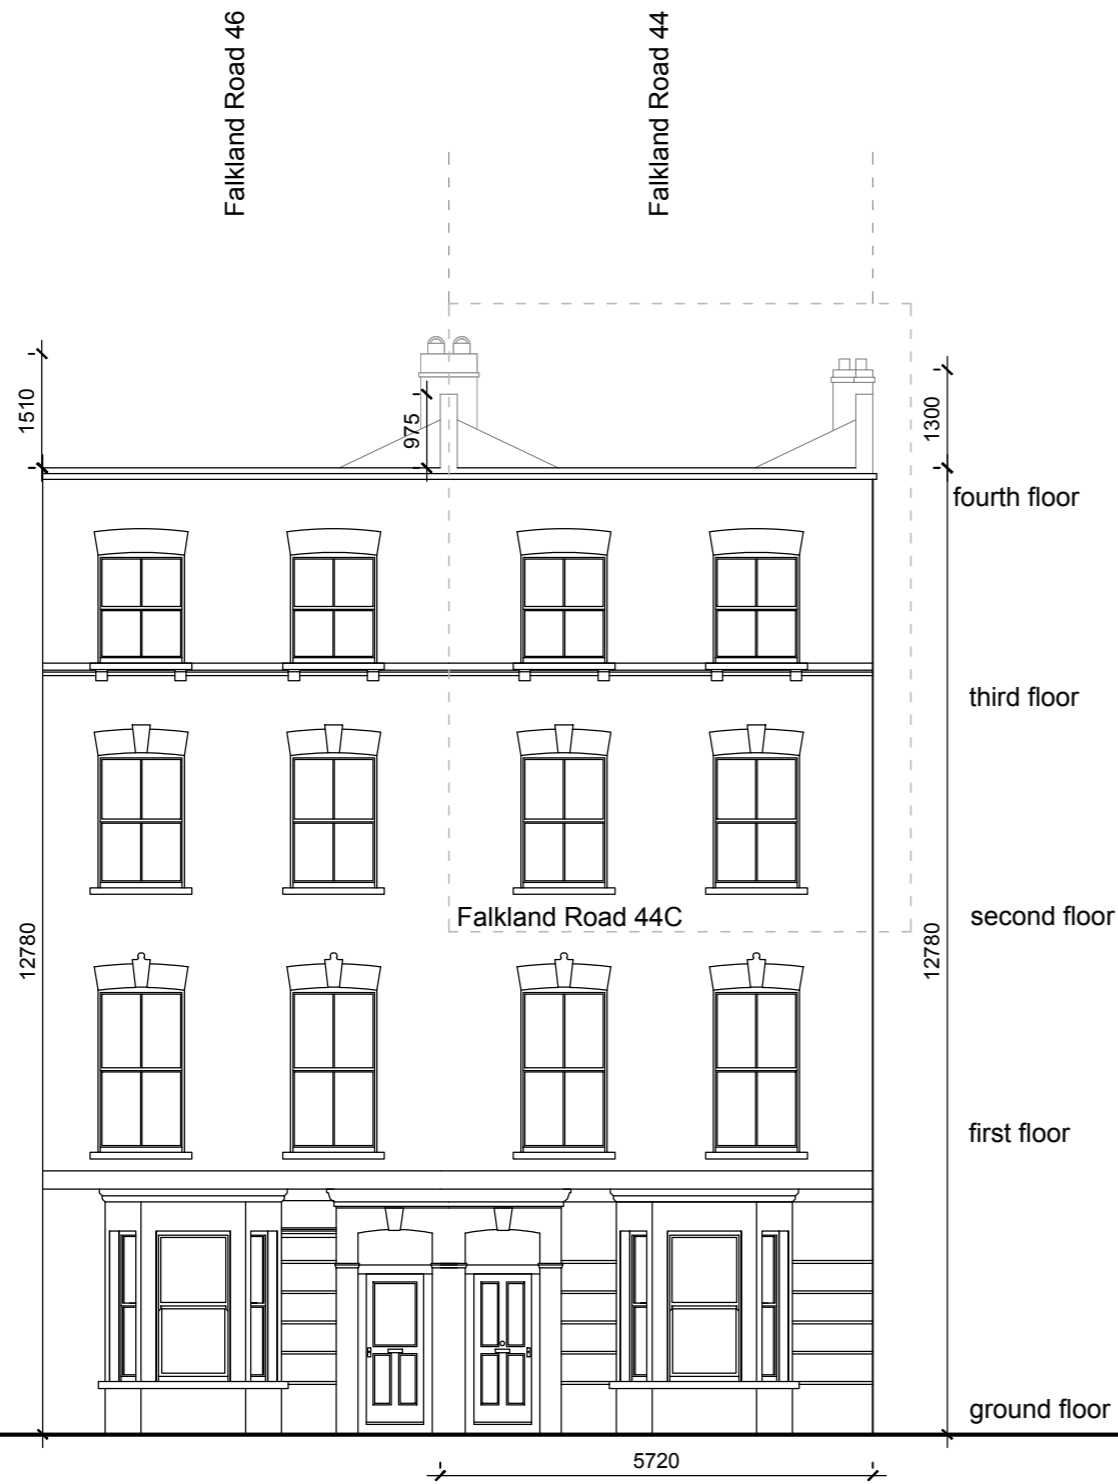 Falkland Road 46
Falkland Road 44
1510
975
1300
fourth floor
third floor
Falkland Road 44C
second floor
12780
12780
first floor
ground floor
5720